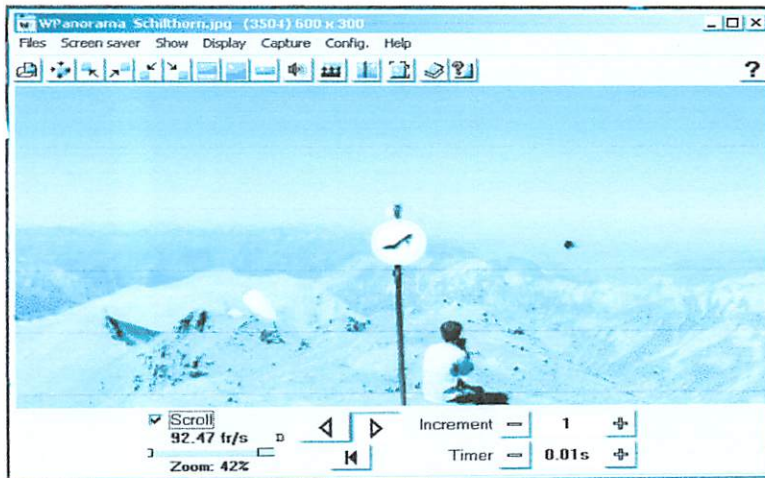 WPanorama Schilthorn.jpg (3504) 600 x 300
Files Screen saver Show Display Capture Config. Help
?
Scroll
92.47 fr/s D
Zoom: 42%
Increment 1
Timer 0.01s